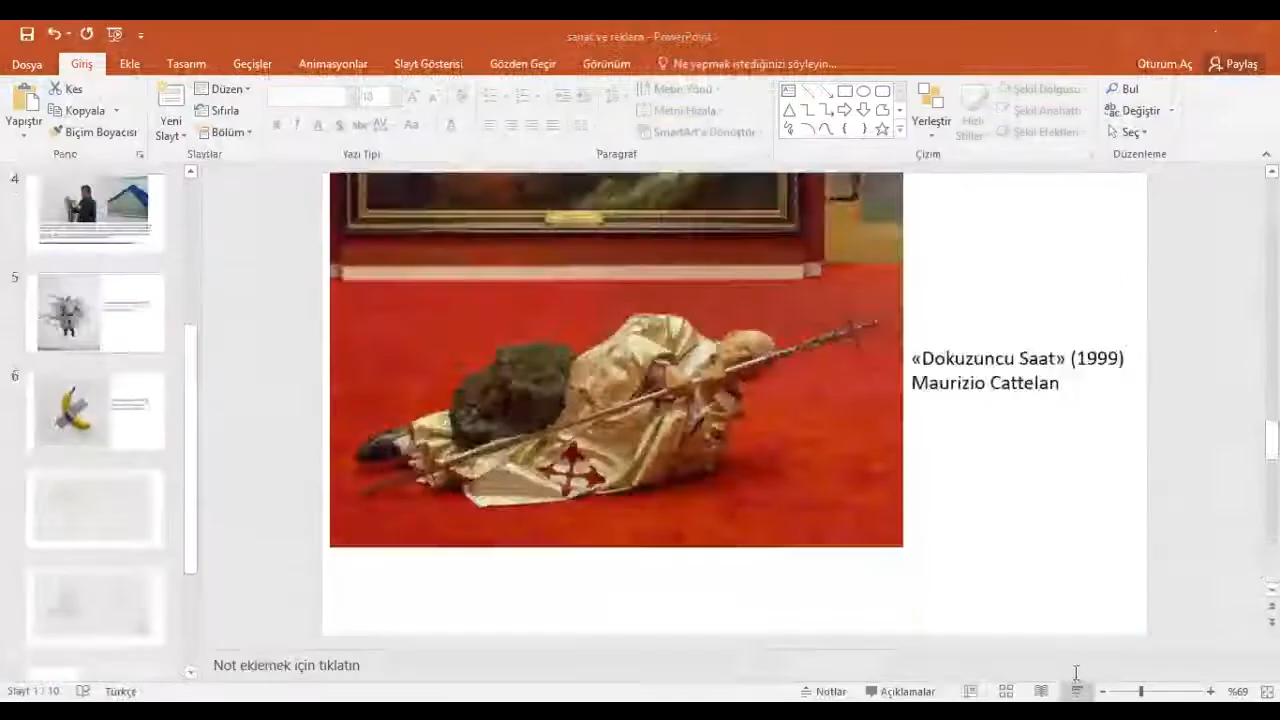 sanat ve reklam - PowerPoint
Dosya Giriş Ekle Tasarım Geçişler Animasyonlar Slayt Gösterisi Gözden Geçir Görünüm Ne yapmak istediğinizi söyleyin... Oturum Aç Paylaş
Yapıştır
Kes
Kopyala
Biçim Boyacısı
Pano
Yeni Slayt
Düzen
Sıfırla
Bölüm
Slaytlar
18
Yazı Tipi
Metin Yönü
Metni Hizala
SmartArt'a Dönüştür
Paragraf
Yerleştir
Hızlı Stiller
Şekil Dolgusu
Şekil Anahattı
Şekil Efektleri
Çizim
Bul
Değiştir
Seç
Düzenleme
4
5
6
«Dokuzuncu Saat» (1999)
Maurizio Cattelan
Not eklemek için tıklatın
Slayt 1 / 10 Türkçe Notlar Açıklamalar %69